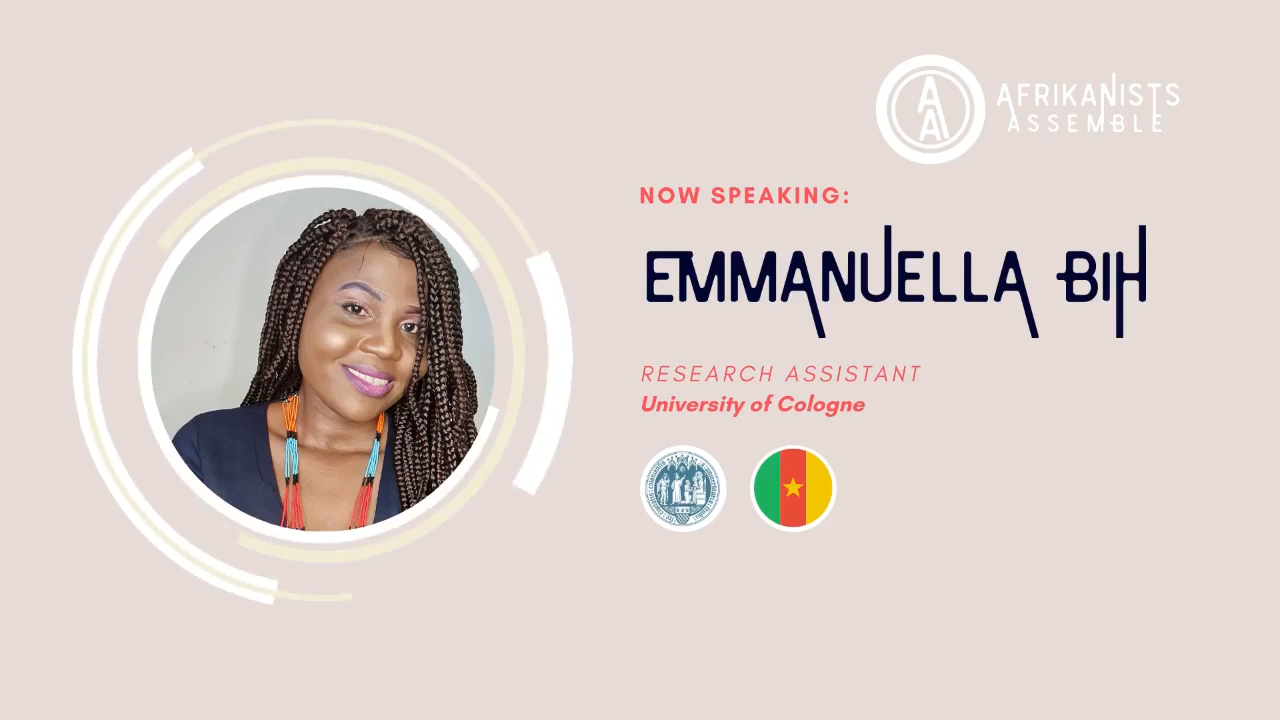 AFRIKANISTS
ASSEMBLE
NOW SPEAKING:
EMMANUELLA BIH
RESEARCH ASSISTANT
University of Cologne